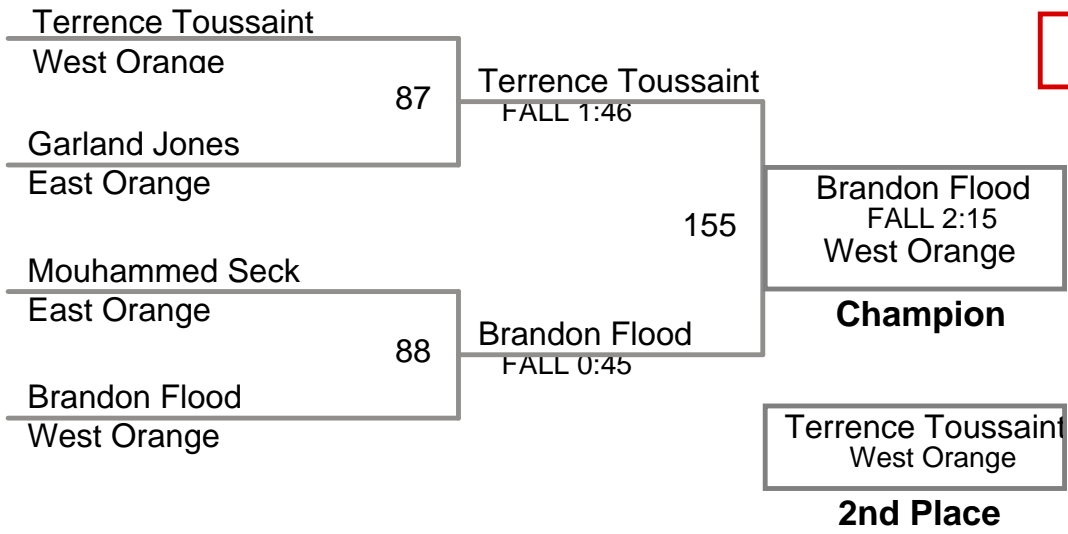 Terrence Toussaint
West Orange
87
Garland Jones
East Orange
Terrence Toussaint
FALL 1:46
Mouhammed Seck
East Orange
88
Brandon Flood
West Orange
Brandon Flood
FALL 0:45
155
Brandon Flood
FALL 2:15
West Orange
Champion
Terrence Toussaint
West Orange
2nd Place